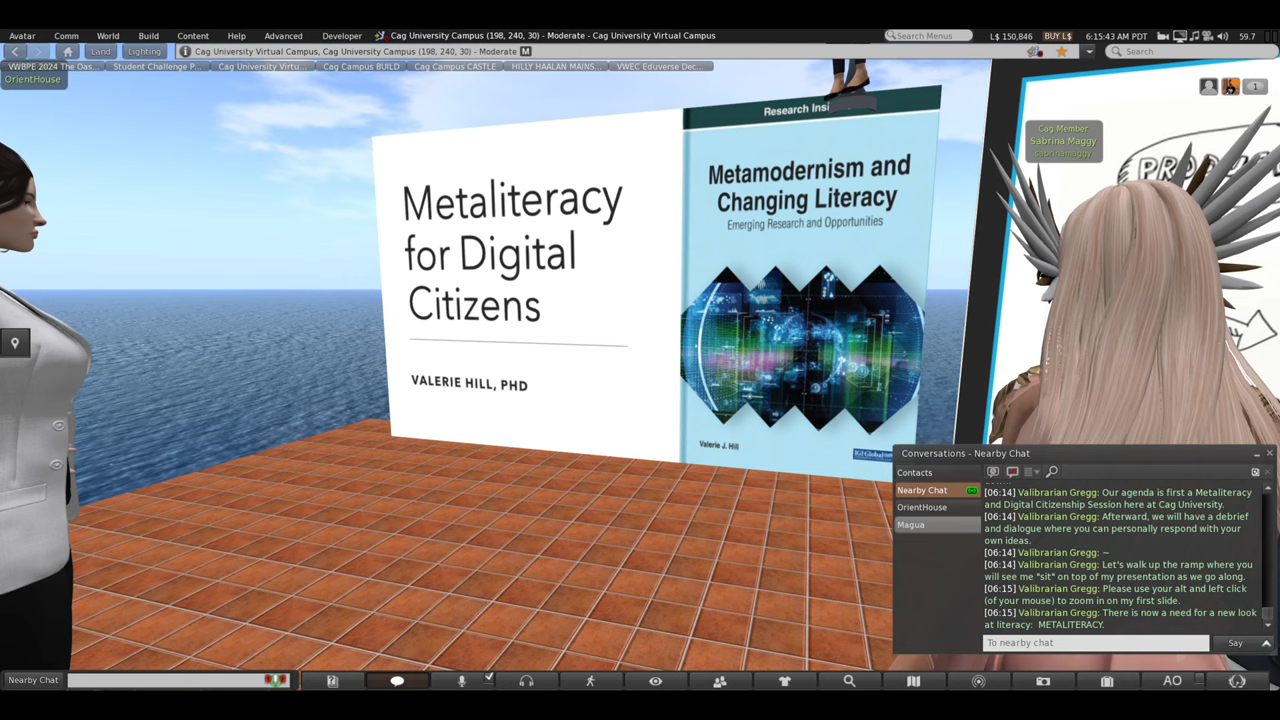 Avatar Comm World Build Content Help Advanced Developer Cag University Campus (198, 240, 30) - Moderate - Cag University Virtual Campus Search Menus L$ 150,846 BUY L$ 6:15:43 AM PDT 59.7
Land Lighting Cag University Virtual Campus, Cag University Campus (198, 240, 30) - Moderate M Search
VWBPE 2024 The Oas... Student Challenge P... Cag University Virtu... Cag Campus BUILD Cag Campus CASTLE HILLY HAALAN MAINS... VWEC Eduverse Dec...
OrientHouse
1
Cag Member
Sabrina Maggy
sabrinamaggy
Metaliteracy
for Digital
Citizens
VALERIE HILL, PHD
Research
Metamodernism and
Changing Literacy
Emerging Research and Opportunities
Valerie J. Hill
IGI Global
Conversations - Nearby Chat
Contacts
Nearby Chat
OrientHouse
Magua
[06:14] Valibrarian Gregg: Our agenda is first a Metaliteracy
and Digital Citizenship Session here at Cag University.
[06:14] Valibrarian Gregg: Afterward, we will have a debrief
and dialogue where you can personally respond with your
own ideas.
[06:14] Valibrarian Gregg: ~
[06:14] Valibrarian Gregg: Let's walk up the ramp where you
will see me "sit" on top of my presentation as we go along.
[06:15] Valibrarian Gregg: Please use your alt and left click
(of your mouse) to zoom in on my first slide.
[06:15] Valibrarian Gregg: There is now a need for a new look
at literacy: METALITERACY.
To nearby chat Say
Nearby Chat AO